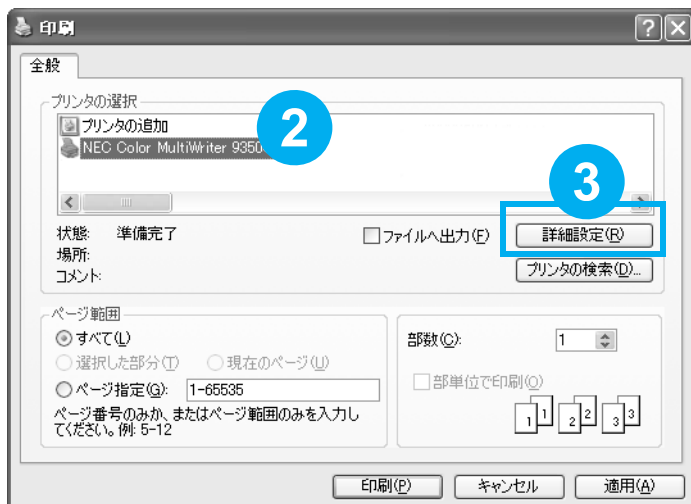 印刷
全般
プリンタの選択
プリンタの追加
2
NEC Color MultiWriter 9350
3
状態: 準備完了
ファイルへ出力(F)
詳細設定(R)
場所:
プリンタの検索(D)...
コメント:
ページ範囲
すべて(L)
部数(C): 1
選択した部分(T) 現在のページ(U)
部単位で印刷(O)
ページ指定(G): 1-65535
ページ番号のみか、またはページ範囲のみを入力し
てください。例: 5-12
1 1 2 2 3 3
印刷(P) キャンセル 適用(A)